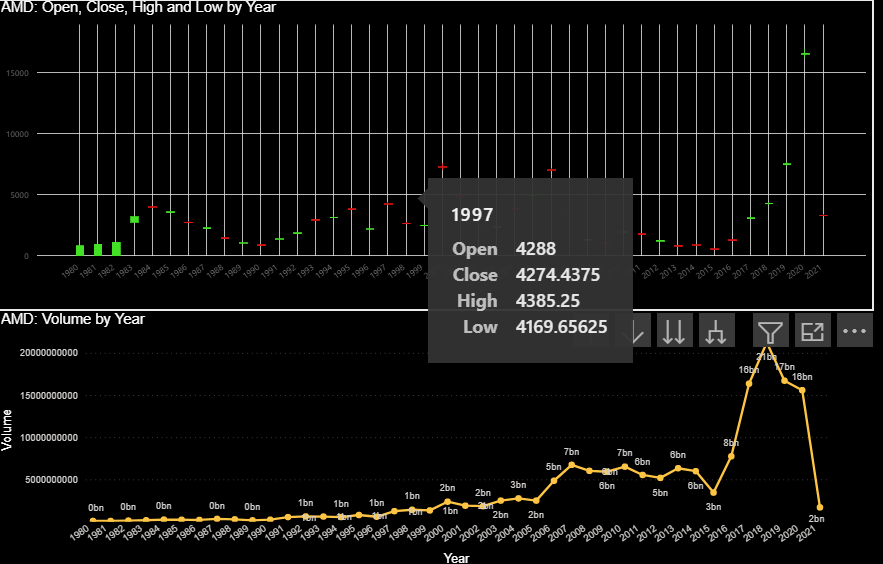 AMD: Open, Close, High and Low by Year
15000
10000
5000
0
1980 1981 1982 1983 1984 1985 1986 1987 1988 1989 1990 1991 1992 1993 1994 1995 1996 1997 1998 1999 2011 2012 2013 2014 2015 2016 2017 2018 2019 2020 2021
1997
Open 4288
Close 4274.4375
High 4385.25
Low 4169.65625
AMD: Volume by Year
Volume
20000000000
15000000000
10000000000
5000000000
0bn 0bn 0bn 0bn 0bn 1bn 1bn 1bn 1bn 1bn 1bn 1bn 2bn 1bn 2bn 2bn 2bn 3bn 2bn 5bn 7bn 6bn 7bn 6bn 5bn 6bn 6bn 3bn 8bn 16bn 21bn 17bn 16bn 2bn
1980 1981 1982 1983 1984 1985 1986 1987 1988 1989 1990 1991 1992 1993 1994 1995 1996 1997 1998 1999 2000 2001 2002 2003 2004 2005 2006 2007 2008 2009 2010 2011 2012 2013 2014 2015 2016 2017 2018 2019 2020 2021
Year